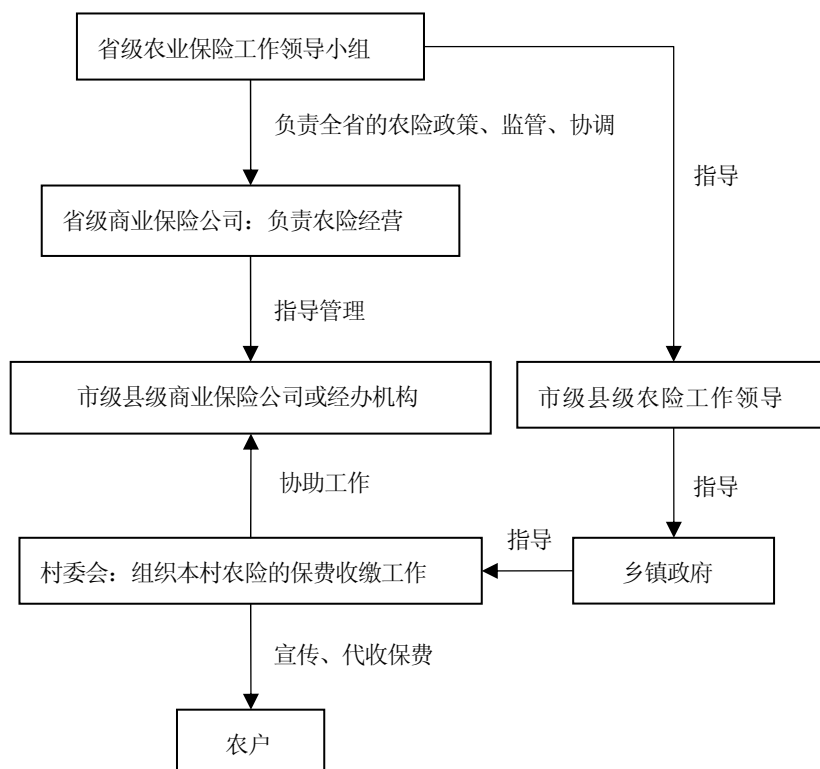 省级农业保险工作领导小组
负责全省的农险政策、监管、协调
指导
省级商业保险公司：负责农险经营
指导管理
市级县级商业保险公司或经办机构
市级县级农险工作领导
协助工作
指导
村委会：组织本村农险的保费收缴工作
指导
乡镇政府
宣传、代收保费
农户